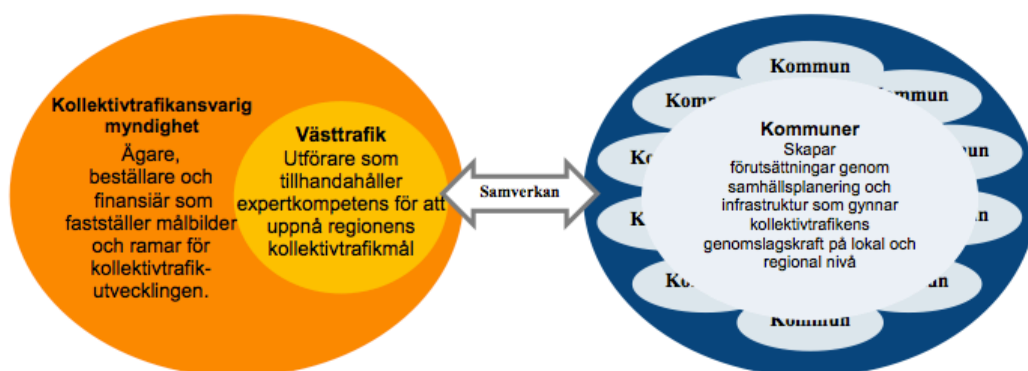 Kollektivtrafikansvarig
myndighet
Ägare,
beställare och
finansiär som
fastställer målbilder
och ramar för
kollektivtrafik-
utvecklingen.
Västtrafik
Utförare som
tillhandahåller
expertkompetens för att
uppnå regionens
kollektivtrafikmål
Samverkan
Kommun
Kommuner
Skapar
förutsättningar genom
samhällsplanering och
infrastruktur som gynnar
kollektivtrafikens
genomslagskraft på lokal och
regional nivå
Kommun